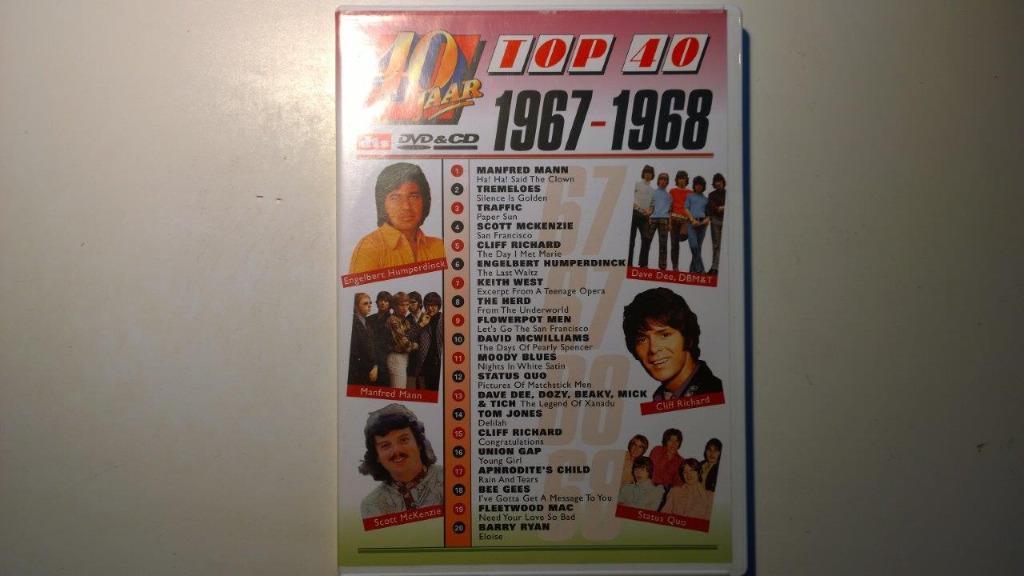 40 JAAR
TOP 40
1967-1968
dts DVD & CD
1 MANFRED MANN
Ha! Ha! Said The Clown
2 TREMELOES
Silence Is Golden
3 TRAFFIC
Paper Sun
4 SCOTT MCKENZIE
San Francisco
5 CLIFF RICHARD
The Day I Met Marie
6 ENGELBERT HUMPERDINCK
The Last Waltz
7 KEITH WEST
Excerpt From A Teenage Opera
8 THE HERD
From The Underworld
9 FLOWERPOT MEN
Let's Go The San Francisco
10 DAVID MCWILLIAMS
The Days Of Pearly Spencer
11 MOODY BLUES
Nights In White Satin
12 STATUS QUO
Pictures Of Matchstick Men
13 DAVE DEE, DOZY, BEAKY, MICK
& TICH The Legend Of Xanadu
14 TOM JONES
Delilah
15 CLIFF RICHARD
Congratulations
16 UNION GAP
Young Girl
17 APHRODITE'S CHILD
Rain And Tears
18 BEE GEES
I've Gotta Get A Message To You
19 FLEETWOOD MAC
Need Your Love So Bad
20 BARRY RYAN
Eloise
Engelbert Humperdinck
Manfred Mann
Scott McKenzie
Dave Dee, DBM&T
Cliff Richard
Status Quo
67
67
68
68